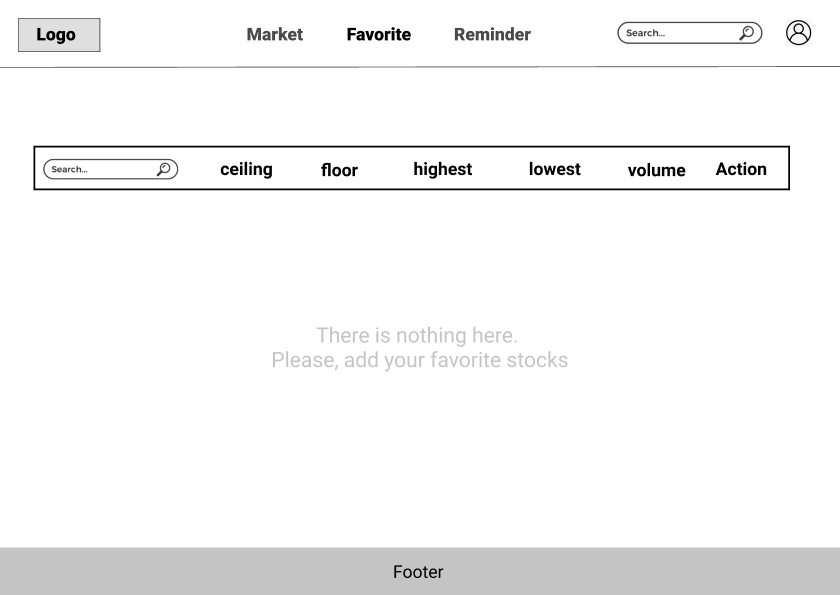 Logo
Market Favorite Reminder Search...
Search... ceiling floor highest lowest volume Action
There is nothing here.
Please, add your favorite stocks
Footer